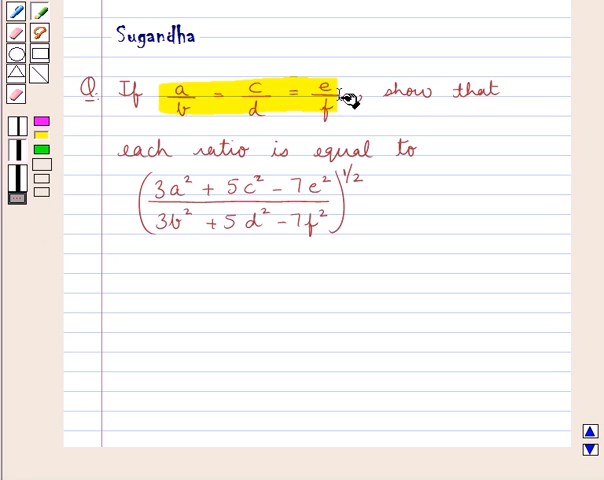 Sugandha
Q. If a/b = c/d = e/f, show that
each ratio is equal to
((3a² + 5c² - 7e²)/(3b² + 5d² - 7f²))^1/2